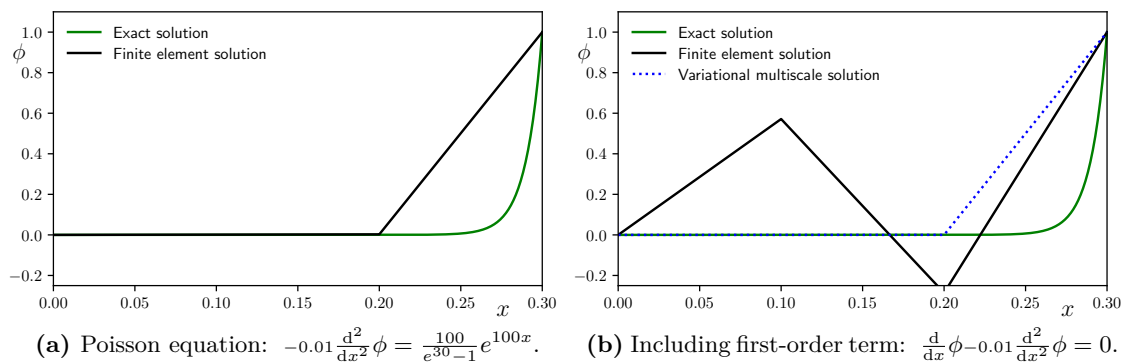 1.0
0.8
0.6
0.4
0.2
0.0
−0.2
ϕ
Exact solution
Finite element solution
0.00 0.05 0.10 0.15 0.20 0.25 0.30
x
(a) Poisson equation: −0.01 d²/dx² ϕ = 100/(e³⁰−1) e¹⁰⁰ˣ.
1.0
0.8
0.6
0.4
0.2
0.0
−0.2
ϕ
Exact solution
Finite element solution
Variational multiscale solution
0.00 0.05 0.10 0.15 0.20 0.25 0.30
x
(b) Including first-order term: d/dx ϕ−0.01 d²/dx² ϕ = 0.